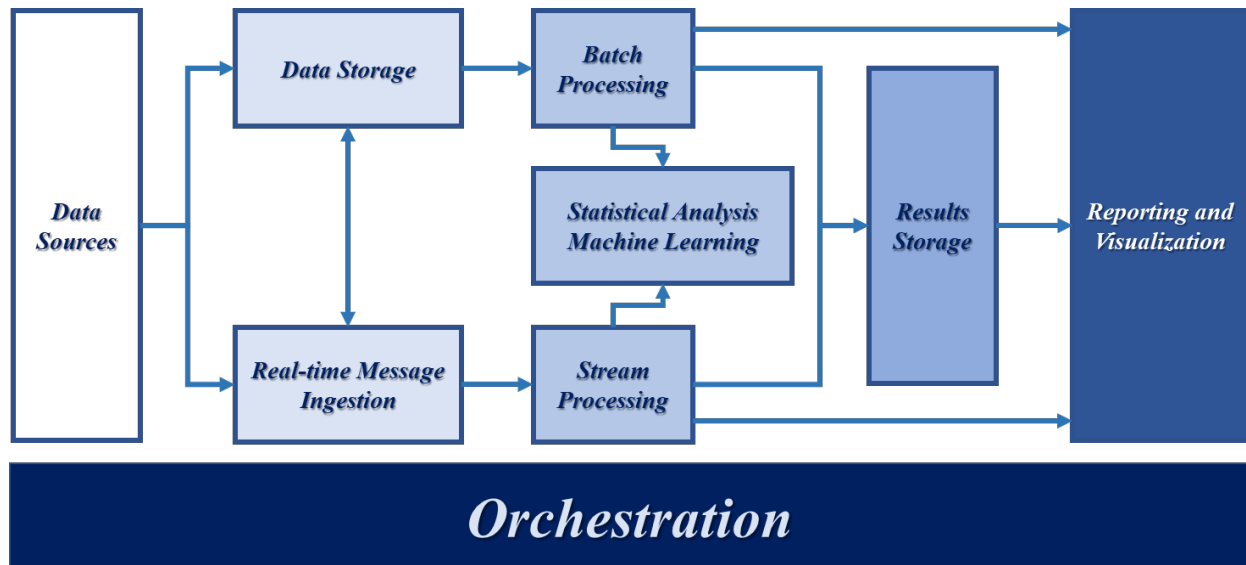 Data
Sources
Data Storage
Real-time Message
Ingestion
Batch
Processing
Statistical Analysis
Machine Learning
Stream
Processing
Results
Storage
Reporting and
Visualization
Orchestration